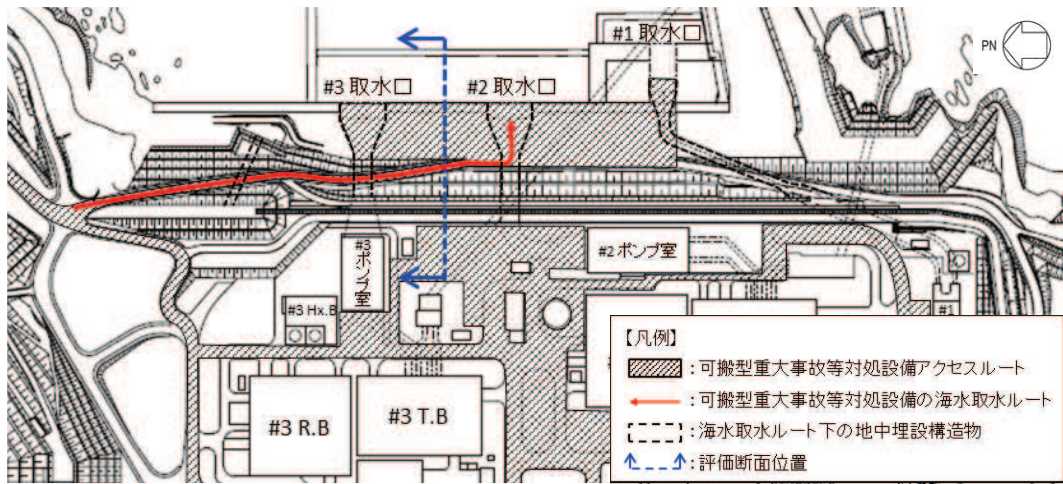 #1 取水口
PN
#3 取水口
#2 取水口
#3
ポンプ室
#2 ポンプ室
#3 Hx.B
#1
#3 R.B
#3 T.B
【凡例】
:可搬型重大事故等対処設備アクセスルート
:可搬型重大事故等対処設備の海水取水ルート
:海水取水ルート下の地中埋設構造物
:評価断面位置